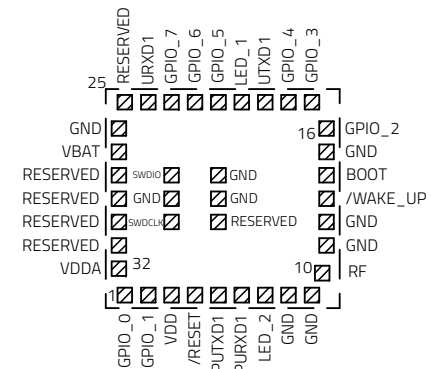 RESERVED
URXD1
GPIO_7
GPIO_6
GPIO_5
LED_1
UTXD1
GPIO_4
GPIO_3
25
GND
16
GPIO_2
VBAT
GND
RESERVED
SWDIO
GND
BOOT
RESERVED
GND
GND
/WAKE_UP
RESERVED
SWDCLK
RESERVED
GND
RESERVED
GND
VDDA
32
10
RF
1
GPIO_0
GPIO_1
VDD
/RESET
PUTXD1
PURXD1
LED_2
GND
GND